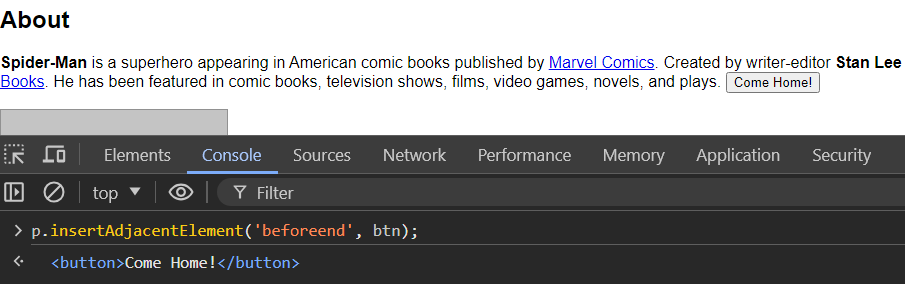 About
Spider-Man is a superhero appearing in American comic books published by Marvel Comics. Created by writer-editor Stan Lee
Books. He has been featured in comic books, television shows, films, video games, novels, and plays. Come Home!
Elements Console Sources Network Performance Memory Application Security
top Filter
p.insertAdjacentElement('beforeend', btn);
<button>Come Home!</button>